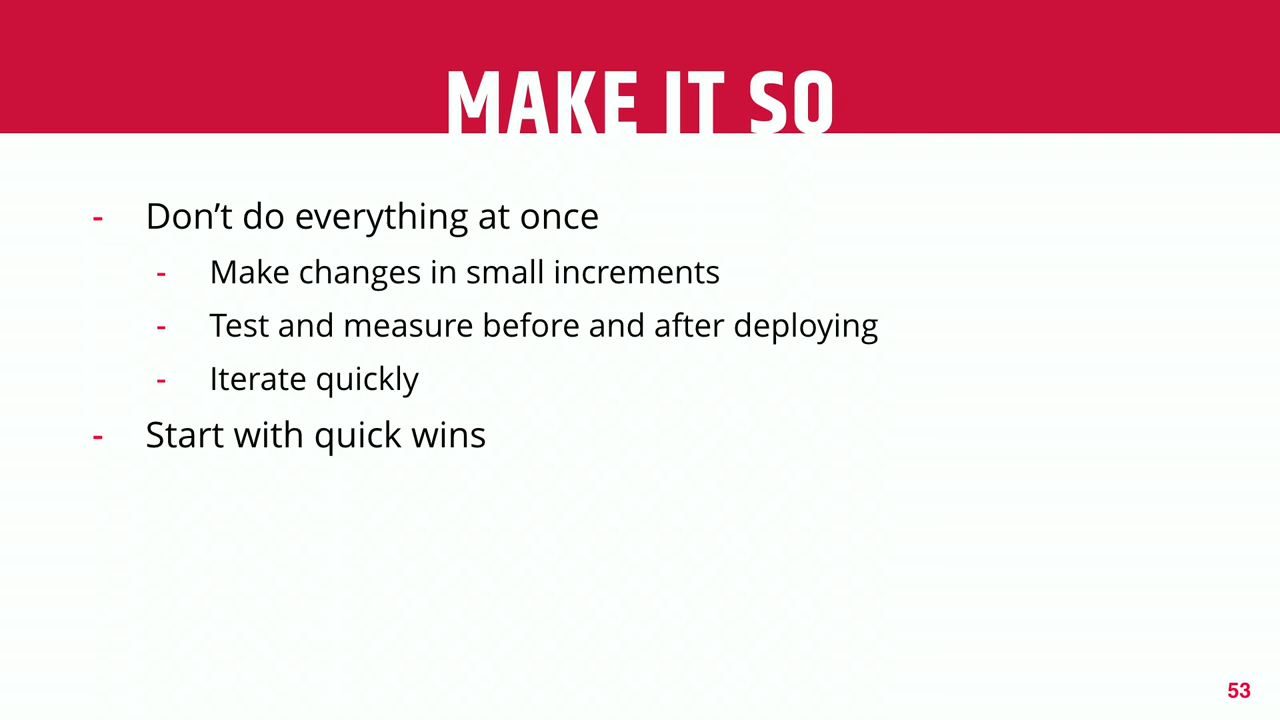 MAKE IT SO
- Don’t do everything at once
- Make changes in small increments
- Test and measure before and after deploying
- Iterate quickly
- Start with quick wins
53